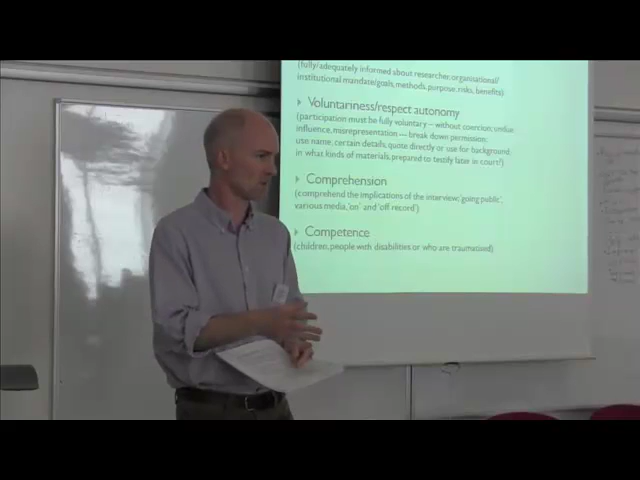 (fully/adequately informed about researcher, organisational/
institutional mandate/goals, methods, purpose, risks, benefits)
Voluntariness/respect autonomy
(participation must be fully voluntary – without coercion, undue
influence, misrepresentation — break down permission:
use name, certain details, quote directly or use for background,
in what kinds of materials, prepared to testify later in court?)
Comprehension
(comprehend the implications of the interview; 'going public',
various media, 'on' and 'off record')
Competence
(children, people with disabilities or who are traumatised)